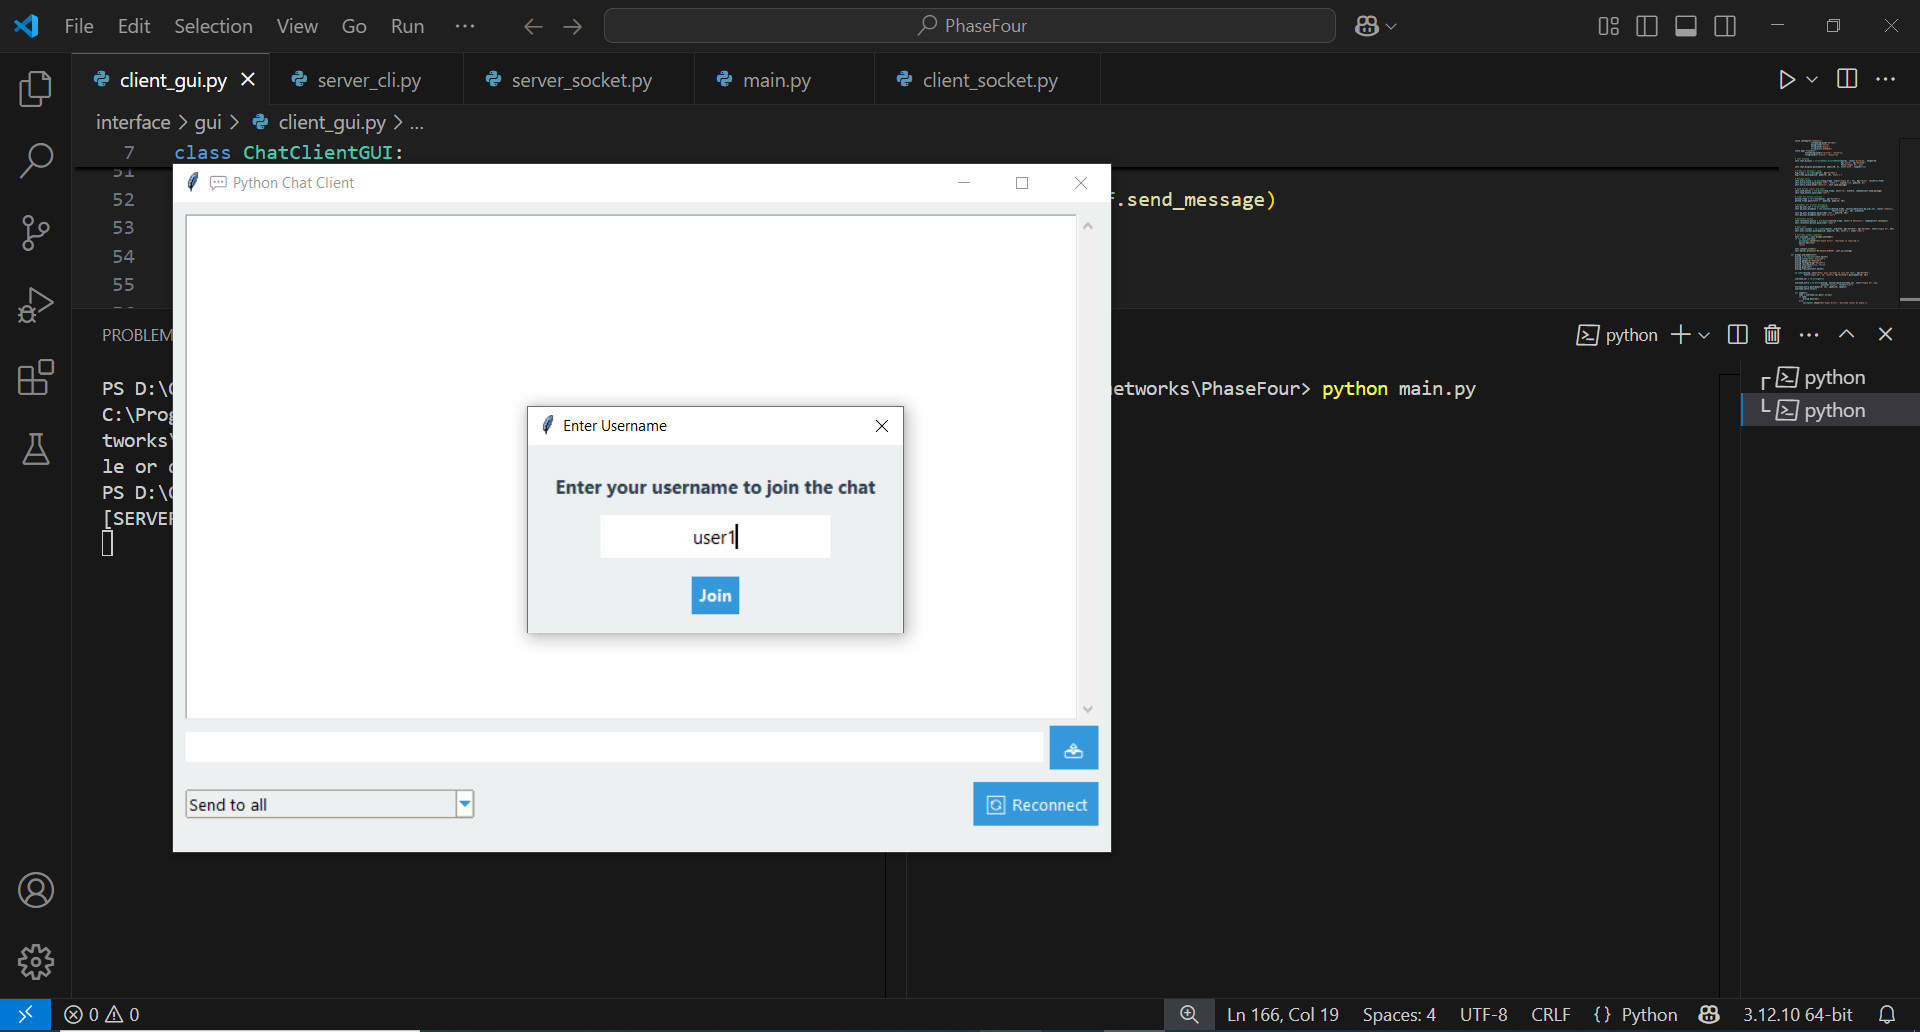 File Edit Selection View Go Run ··· PhaseFour
client_gui.py server_cli.py server_socket.py main.py client_socket.py
interface > gui > client_gui.py > ...
7 class ChatClientGUI:
51
52 .send_message)
53
54
55
Python Chat Client
PROBLEM python
PS D:\ etworks\PhaseFour> python main.py
C:\Prog
tworks\
le or
PS D:\
[SERVER
python
python
Enter Username
Enter your username to join the chat
user1
Join
Send to all
Reconnect
0 0 Ln 166, Col 19 Spaces: 4 UTF-8 CRLF {} Python 3.12.10 64-bit